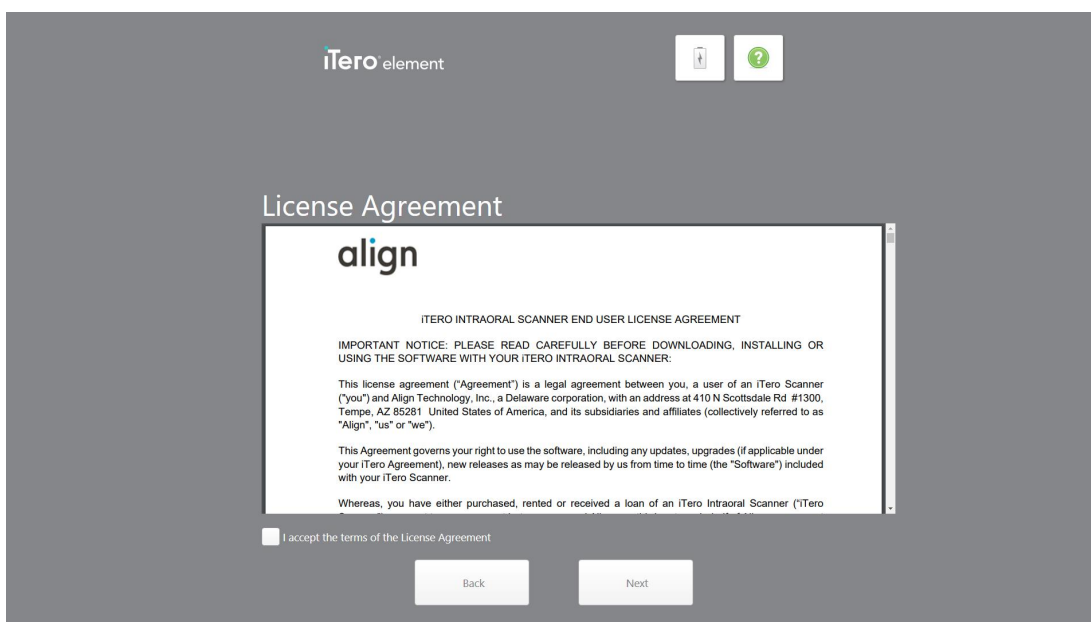 iTero element
License Agreement
align
iTERO INTRAORAL SCANNER END USER LICENSE AGREEMENT
IMPORTANT NOTICE: PLEASE READ CAREFULLY BEFORE DOWNLOADING, INSTALLING OR
USING THE SOFTWARE WITH YOUR iTERO INTRAORAL SCANNER:
This license agreement (“Agreement”) is a legal agreement between you, a user of an iTero Scanner
("you") and Align Technology, Inc., a Delaware corporation, with an address at 410 N Scottsdale Rd #1300,
Tempe, AZ 85281 United States of America, and its subsidiaries and affiliates (collectively referred to as
"Align", "us" or "we").
This Agreement governs your right to use the software, including any updates, upgrades (if applicable under
your iTero Agreement), new releases as may be released by us from time to time (the "Software") included
with your iTero Scanner.
Whereas, you have either purchased, rented or received a loan of an iTero Intraoral Scanner (“iTero
I accept the terms of the License Agreement
Back
Next